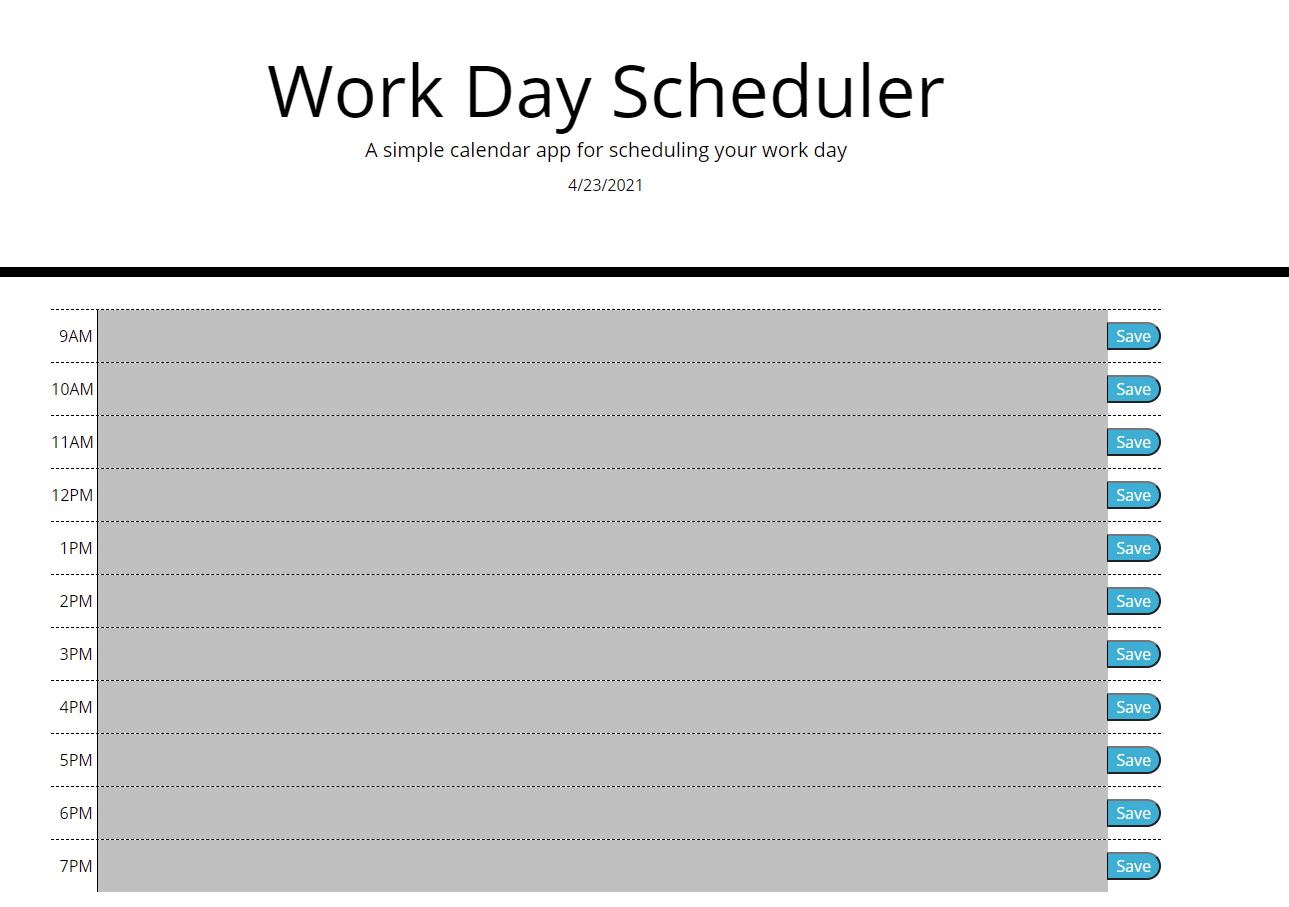 Work Day Scheduler
A simple calendar app for scheduling your work day
4/23/2021
9AM Save
10AM Save
11AM Save
12PM Save
1PM Save
2PM Save
3PM Save
4PM Save
5PM Save
6PM Save
7PM Save